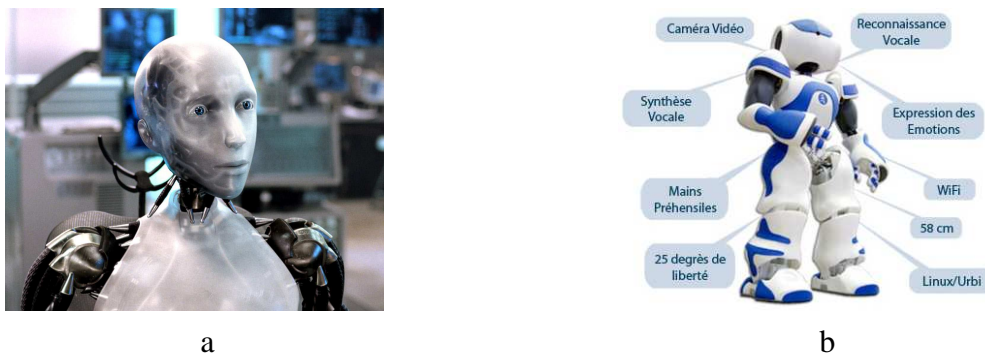 Caméra Vidéo
Reconnaissance
Vocale
Synthèse
Vocale
Expression des
Emotions
Mains
Préhensiles
WiFi
58 cm
25 degrès de
liberté
Linux/Urbi
a
b